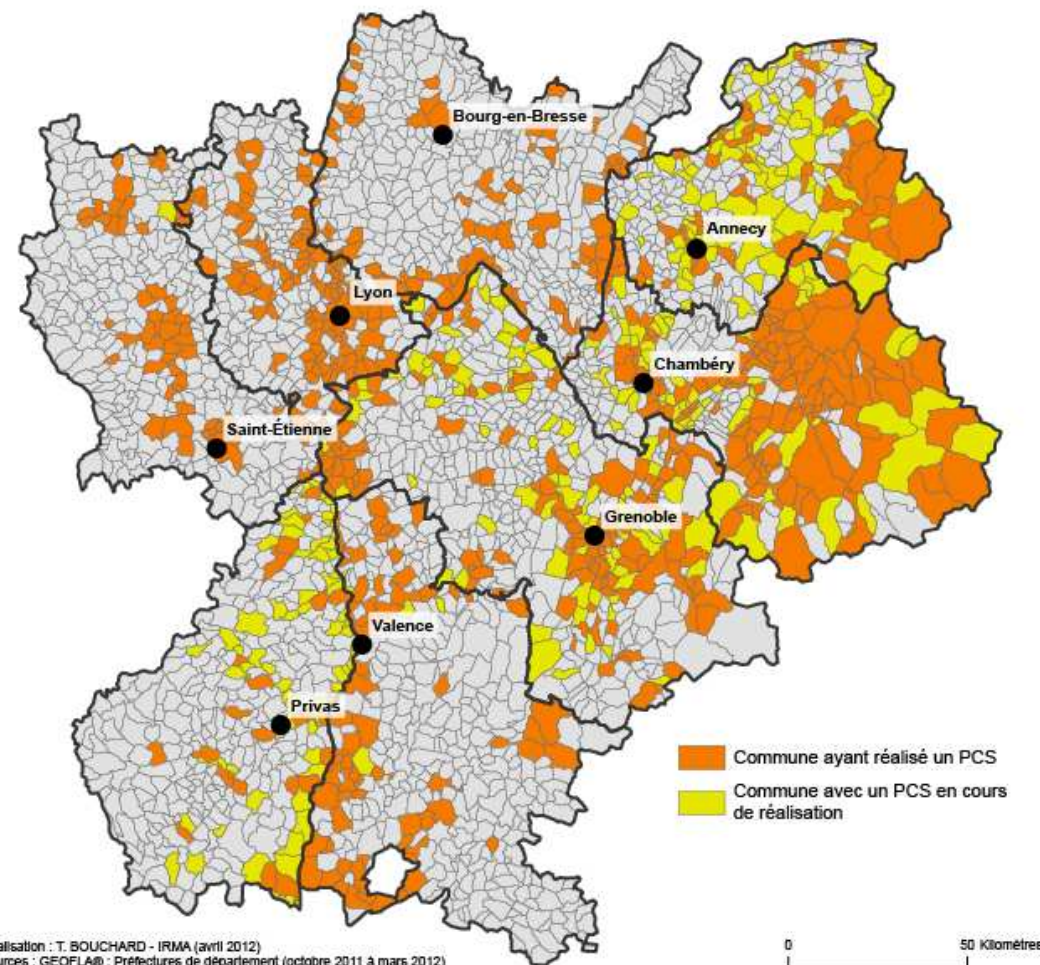 Bourg-en-Bresse
Annecy
Lyon
Chambéry
Saint-Étienne
Grenoble
Valence
Privas
Commune ayant réalisé un PCS
Commune avec un PCS en cours
de réalisation
alisation : T. BOUCHARD - IRMA (avril 2012)
urces : GEOFLA® ; Préfectures de département (octobre 2011 à mars 2012)
0 50 Kilomètres